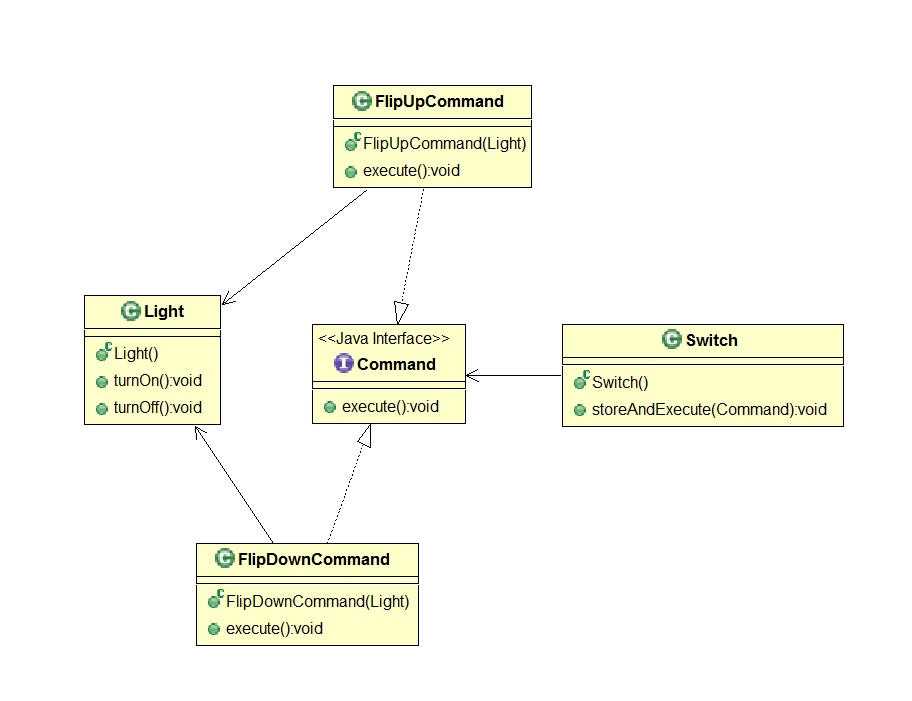 FlipUpCommand
FlipUpCommand(Light)
execute():void
Light
Light()
turnOn():void
turnOff():void
<<Java Interface>>
Command
execute():void
Switch
Switch()
storeAndExecute(Command):void
FlipDownCommand
FlipDownCommand(Light)
execute():void